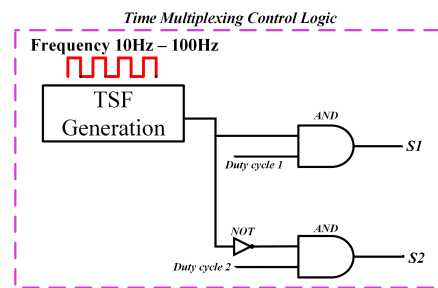 Time Multiplexing Control Logic
Frequency 10Hz – 100Hz
TSF
Generation
AND
S1
Duty cycle 1
NOT
AND
S2
Duty cycle 2